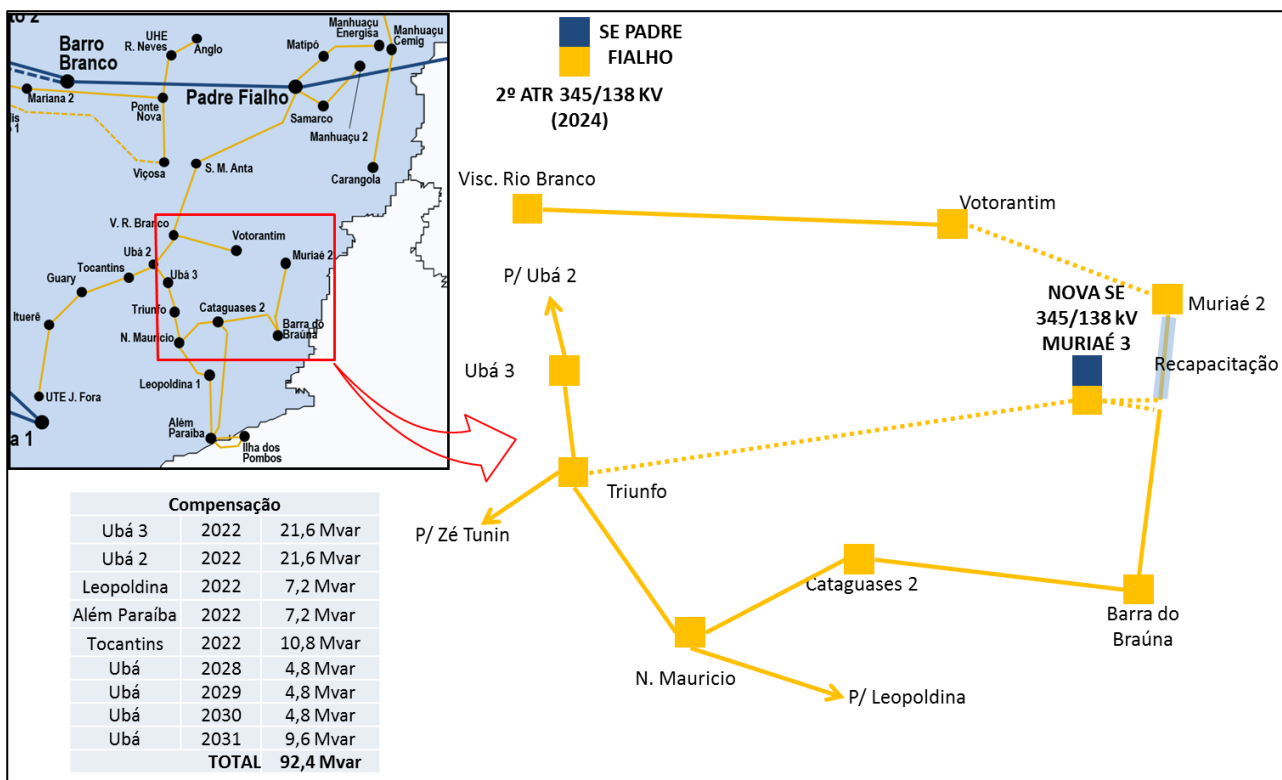 to 2
Barro
Branco
UHE
R. Neves
Anglo
Manhuaçu
Energisa
Manhuaçu
Cemig
Matipó
Mariana 2
Ponte
Nova
Padre Fialho
Samarco
Manhuaçu 2
Viçosa
S. M. Anta
Carangola
V. R. Branco
Votorantim
Ubá 2
Muriaé 2
Tocantins
Ubá 3
Guary
Triunfo
Cataguases 2
Ituerê
N. Mauricio
Barra do
Braúna
Leopoldina 1
UTE J. Fora
a 1
Além
Paraíba
Ilha dos
Pombos
SE PADRE
FIALHO
2º ATR 345/138 KV
(2024)
Visc. Rio Branco
Votorantim
P/ Ubá 2
NOVA SE
345/138 kV
MURIAÉ 3
Muriaé 2
Recapacitação
Ubá 3
Triunfo
P/ Zé Tunin
Cataguases 2
Barra do
Braúna
N. Mauricio
P/ Leopoldina
Compensação
Ubá 3 2022 21,6 Mvar
Ubá 2 2022 21,6 Mvar
Leopoldina 2022 7,2 Mvar
Além Paraíba 2022 7,2 Mvar
Tocantins 2022 10,8 Mvar
Ubá 2028 4,8 Mvar
Ubá 2029 4,8 Mvar
Ubá 2030 4,8 Mvar
Ubá 2031 9,6 Mvar
TOTAL 92,4 Mvar